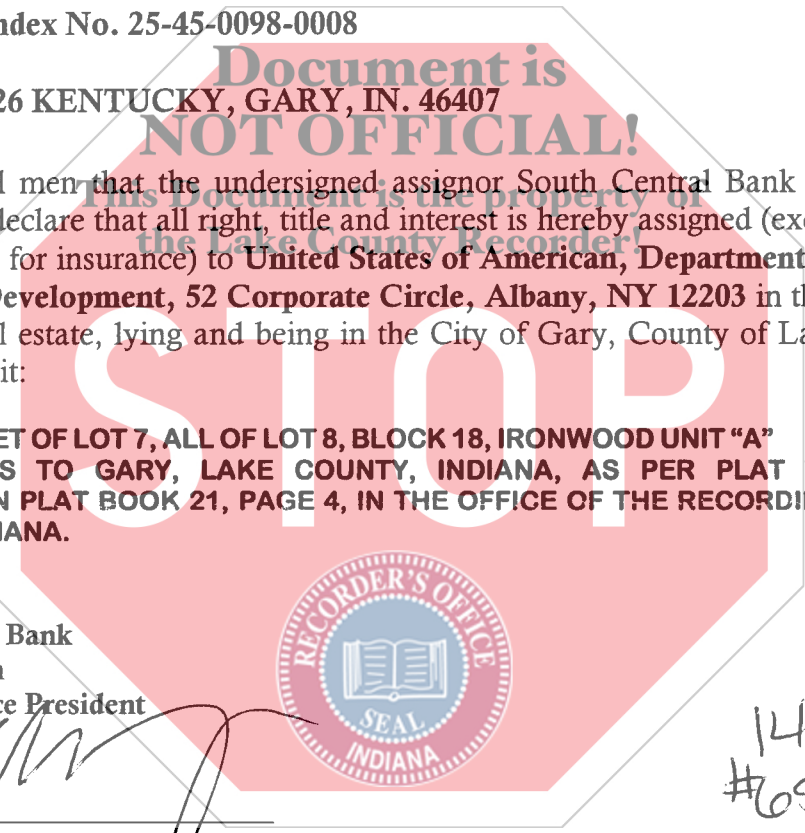 ndex No. 25-45-0098-0008
Document is
26 KENTUCKY, GARY, IN. 46407
NOT OFFICIAL!
l men that the undersigned assignor South Central Bank
This Document is the property of
declare that all right, title and interest is hereby assigned (exc
the Lake County Recorder!
for insurance) to United States of American, Department
Development, 52 Corporate Circle, Albany, NY 12203 in th
l estate, lying and being in the City of Gary, County of La
it:
STOP
ET OF LOT 7, ALL OF LOT 8, BLOCK 18, IRONWOOD UNIT “A”
S TO GARY, LAKE COUNTY, INDIANA, AS PER PLAT
N PLAT BOOK 21, PAGE 4, IN THE OFFICE OF THE RECORDI
IANA.
RECORDER'S OFFICE
SEAL
INDIANA
Bank
ce President
14